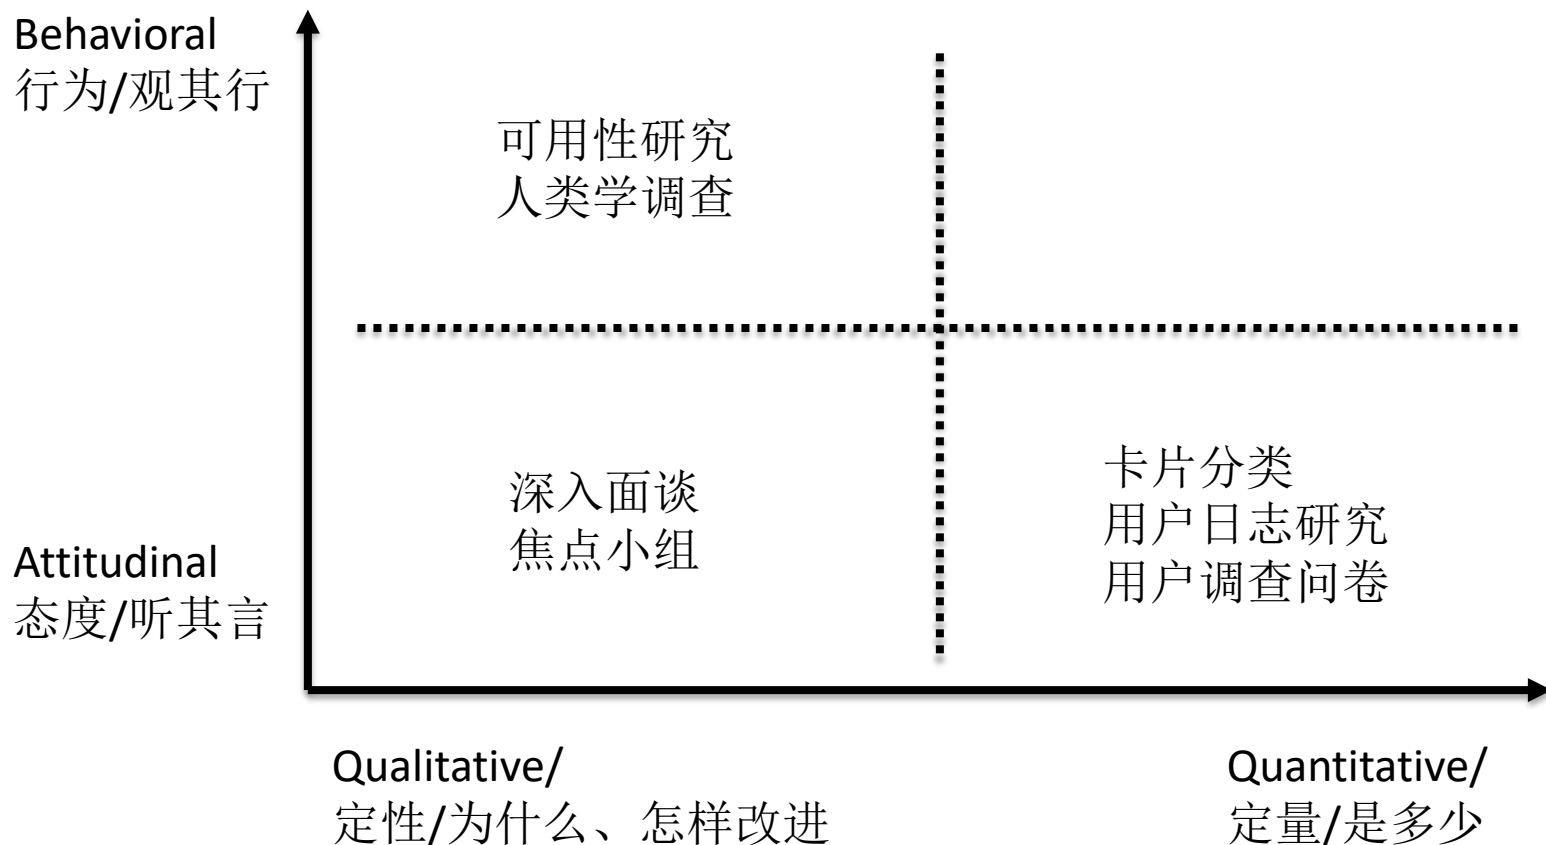 Behavioral
行为/观其行
可用性研究
人类学调查
深入面谈
焦点小组
卡片分类
用户日志研究
用户调查问卷
Attitudinal
态度/听其言
Qualitative/
定性/为什么、怎样改进
Quantitative/
定量/是多少